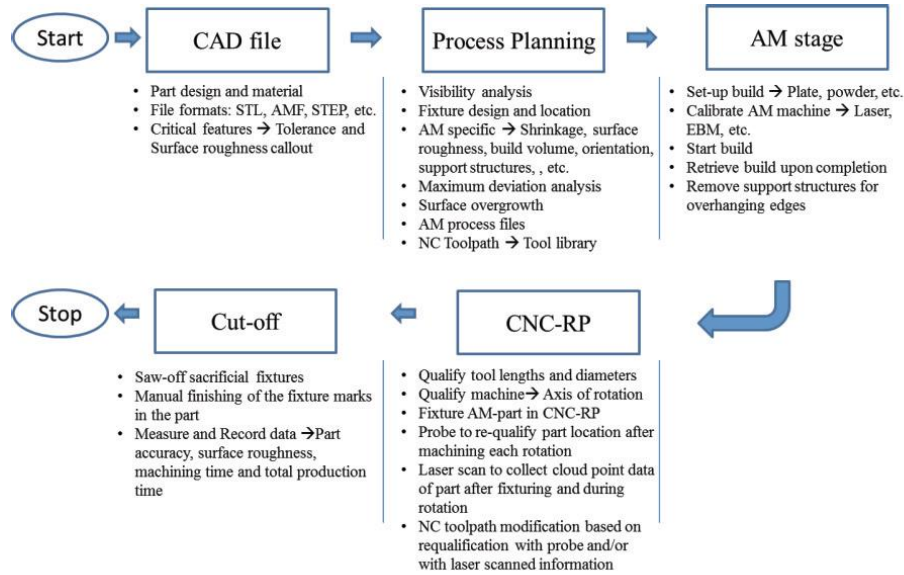 Start
CAD file
Process Planning
AM stage
• Part design and material
• File formats: STL, AMF, STEP, etc.
• Critical features → Tolerance and
Surface roughness callout
• Visibility analysis
• Fixture design and location
• AM specific → Shrinkage, surface
roughness, build volume, orientation,
support structures, , etc.
• Maximum deviation analysis
• Surface overgrowth
• AM process files
• NC Toolpath → Tool library
• Set-up build → Plate, powder, etc.
• Calibrate AM machine → Laser,
EBM, etc.
• Start build
• Retrieve build upon completion
• Remove support structures for
overhanging edges
Stop
Cut-off
CNC-RP
• Saw-off sacrificial fixtures
• Manual finishing of the fixture marks
in the part
• Measure and Record data →Part
accuracy, surface roughness,
machining time and total production
time
• Qualify tool lengths and diameters
• Qualify machine→ Axis of rotation
• Fixture AM-part in CNC-RP
• Probe to re-qualify part location after
machining each rotation
• Laser scan to collect cloud point data
of part after fixturing and during
rotation
• NC toolpath modification based on
requalification with probe and/or
with laser scanned information